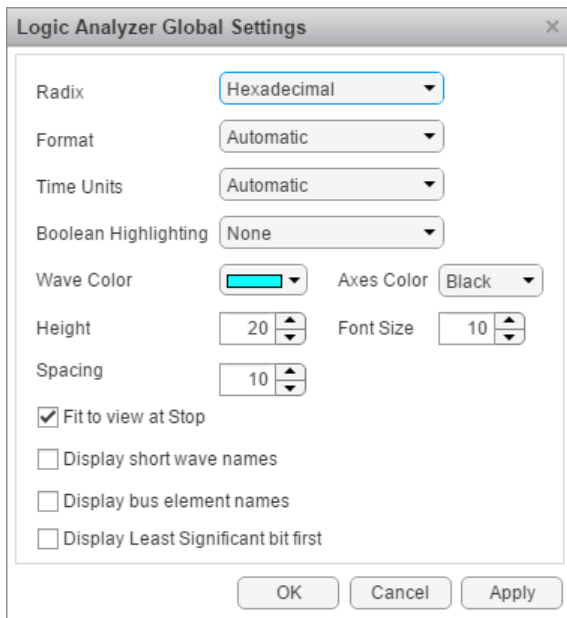 Logic Analyzer Global Settings
Radix Hexadecimal
Format Automatic
Time Units Automatic
Boolean Highlighting None
Wave Color Axes Color Black
Height 20 Font Size 10
Spacing 10
Fit to view at Stop
Display short wave names
Display bus element names
Display Least Significant bit first
OK Cancel Apply